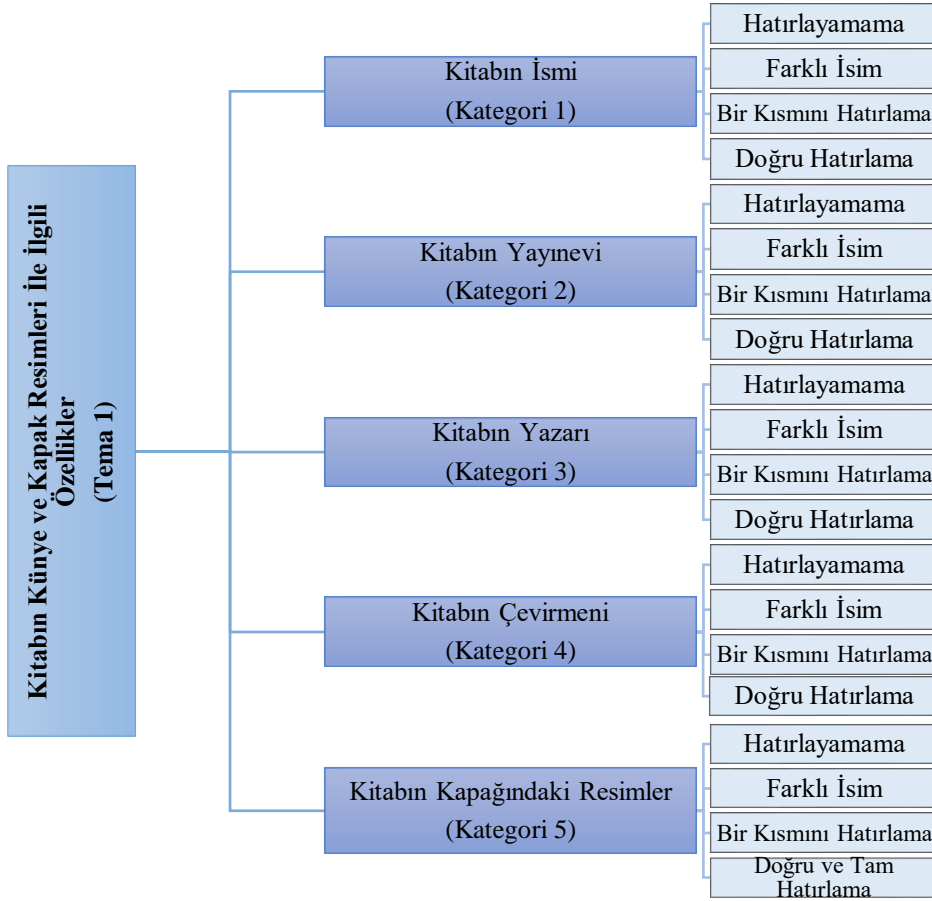 Kitabın Künye ve Kapak Resimleri İle İlgili
Özellikler
(Tema 1)
Kitabın İsmi
(Kategori 1)
Hatırlayamama
Farklı İsim
Bir Kısmını Hatırlama
Doğru Hatırlama
Kitabın Yayınevi
(Kategori 2)
Hatırlayamama
Farklı İsim
Bir Kısmını Hatırlama
Doğru Hatırlama
Kitabın Yazarı
(Kategori 3)
Hatırlayamama
Farklı İsim
Bir Kısmını Hatırlama
Doğru Hatırlama
Kitabın Çevirmeni
(Kategori 4)
Hatırlayamama
Farklı İsim
Bir Kısmını Hatırlama
Doğru Hatırlama
Kitabın Kapağındaki Resimler
(Kategori 5)
Hatırlayamama
Farklı İsim
Bir Kısmını Hatırlama
Doğru ve Tam
Hatırlama